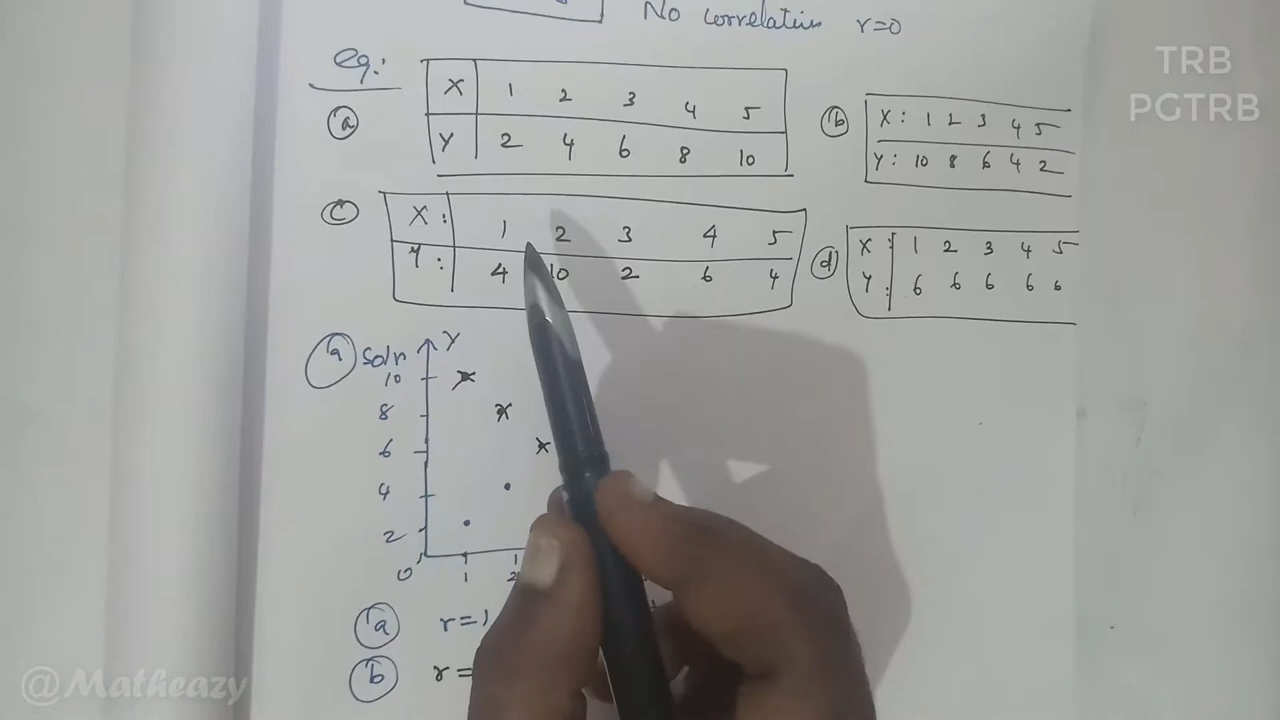 No correlation r=0
TRB
PGTRB
eg:
a
X 1 2 3 4 5
Y 2 4 6 8 10
b
X : 1 2 3 4 5
Y : 10 8 6 4 2
c
X : 1 2 3 4 5
Y : 4 10 2 6 4
d
X : 1 2 3 4 5
Y : 6 6 6 6 6
a Soln
Y
10
8
6
4
2
0 1 2
a r=1
b r=
@Matheazy